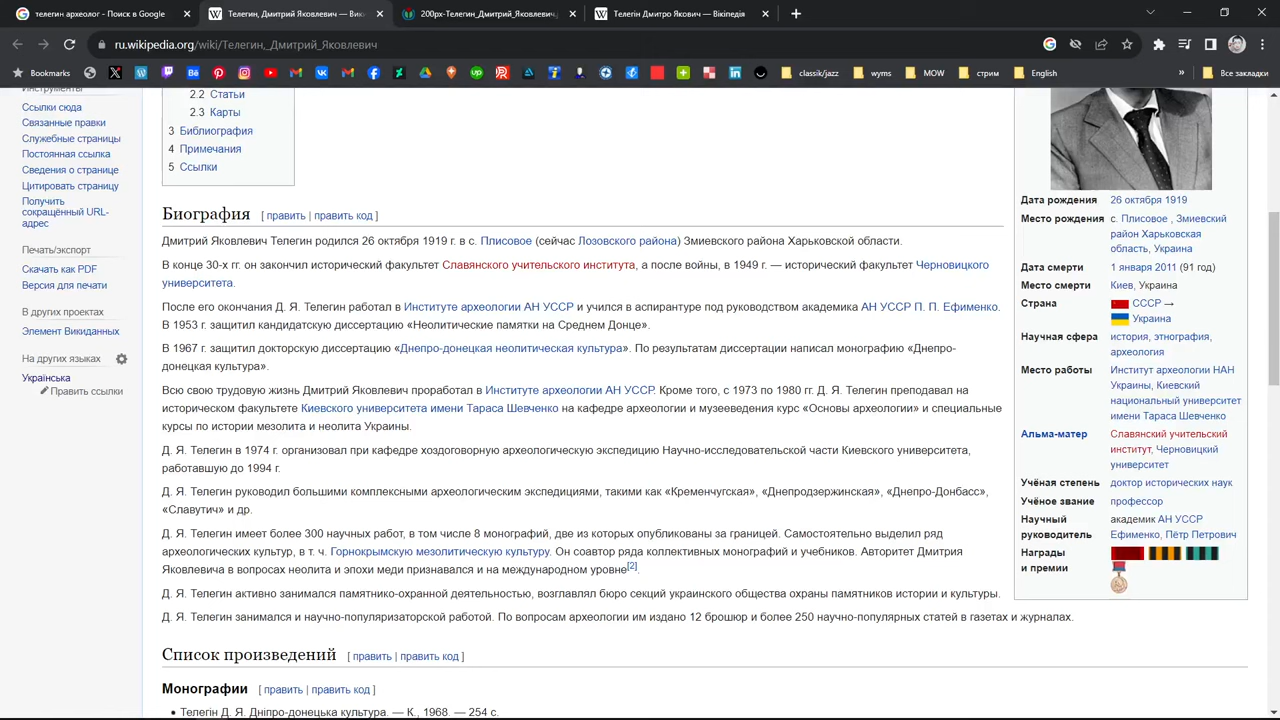 телегин археолог - Поиск в Google
Телегин, Дмитрий Яковлевич — Вик
200px-Телегин_Дмитрий_Яковлевич_
Телегін Дмитро Якович — Вікіпедія
ru.wikipedia.org/wiki/Телегин,_Дмитрий_Яковлевич
Bookmarks
classik/jazz
wyms
MOW
стрим
English
Все закладки
Инструменты
Ссылки сюда
Связанные правки
Служебные страницы
Постоянная ссылка
Сведения о странице
Цитировать страницу
Получить
сокращённый URL-
адрес
Печать/экспорт
Скачать как PDF
Версия для печати
В других проектах
Элемент Викиданных
На других языках
Українська
Править ссылки
2.2 Статьи
2.3 Карты
3 Библиография
4 Примечания
5 Ссылки
Биография [ править | править код ]
Дмитрий Яковлевич Телегин родился 26 октября 1919 г. в с. Плисовое (сейчас Лозовского района) Змиевского района Харьковской области.
В конце 30-х гг. он закончил исторический факультет Славянского учительского института, а после войны, в 1949 г. — исторический факультет Черновицкого
университета.
После его окончания Д. Я. Телегин работал в Институте археологии АН УССР и учился в аспирантуре под руководством академика АН УССР П. П. Ефименко.
В 1953 г. защитил кандидатскую диссертацию «Неолитические памятки на Среднем Донце».
В 1967 г. защитил докторскую диссертацию «Днепро-донецкая неолитическая культура». По результатам диссертации написал монографию «Днепро-
донецкая культура».
Всю свою трудовую жизнь Дмитрий Яковлевич проработал в Институте археологии АН УССР. Кроме того, с 1973 по 1980 гг. Д. Я. Телегин преподавал на
историческом факультете Киевского университета имени Тараса Шевченко на кафедре археологии и музееведения курс «Основы археологии» и специальные
курсы по истории мезолита и неолита Украины.
Д. Я. Телегин в 1974 г. организовал при кафедре хоздоговорную археологическую экспедицию Научно-исследовательской части Киевского университета,
работавшую до 1994 г.
Д. Я. Телегин руководил большими комплексными археологическим экспедициями, такими как «Кременчугская», «Днепродзержинская», «Днепро-Донбасс»,
«Славутич» и др.
Д. Я. Телегин имеет более 300 научных работ, в том числе 8 монографий, две из которых опубликованы за границей. Самостоятельно выделил ряд
археологических культур, в т. ч. Горнокрымскую мезолитическую культуру. Он соавтор ряда коллективных монографий и учебников. Авторитет Дмитрия
Яковлевича в вопросах неолита и эпохи меди признавался и на международном уровне[2].
Д. Я. Телегин активно занимался памятнико-охранной деятельностью, возглавлял бюро секций украинского общества охраны памятников истории и культуры.
Д. Я. Телегин занимался и научно-популяризаторской работой. По вопросам археологии им издано 12 брошюр и более 250 научно-популярных статей в газетах и журналах.
Список произведений [ править | править код ]
Монографии [ править | править код ]
Телегін Д. Я. Дніпро-донецька культура. — К., 1968. — 254 с.
Дата рождения 26 октября 1919
Место рождения с. Плисовое , Змиевский
район Харьковская
область, Украина
Дата смерти 1 января 2011 (91 год)
Место смерти Киев, Украина
Страна СССР →
Украина
Научная сфера история, этнография,
археология
Место работы Институт археологии НАН
Украины, Киевский
национальный университет
имени Тараса Шевченко
Альма-матер Славянский учительский
институт, Черновицкий
университет
Учёная степень доктор исторических наук
Учёное звание профессор
Научный академик АН УССР
руководитель Ефименко, Пётр Петрович
Награды
и премии